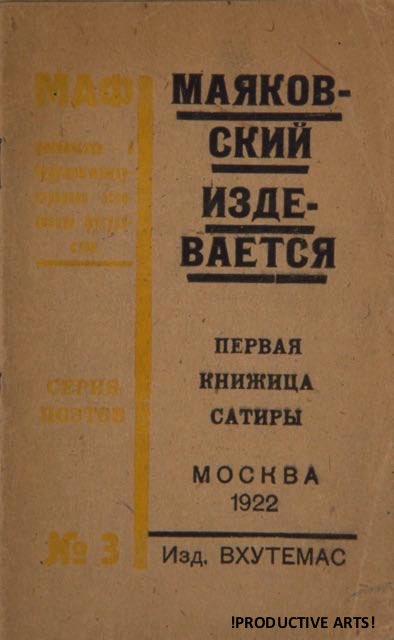 МАФ
СЕРИЯ
ПОЭТОВ
№ 3
МАЯКОВ-
СКИЙ
ИЗДЕ-
ВАЕТСЯ
ПЕРВАЯ
КНИЖИЦА
САТИРЫ
МОСКВА
1922
Изд. ВХУТЕМАС
!PRODUCTIVE ARTS!